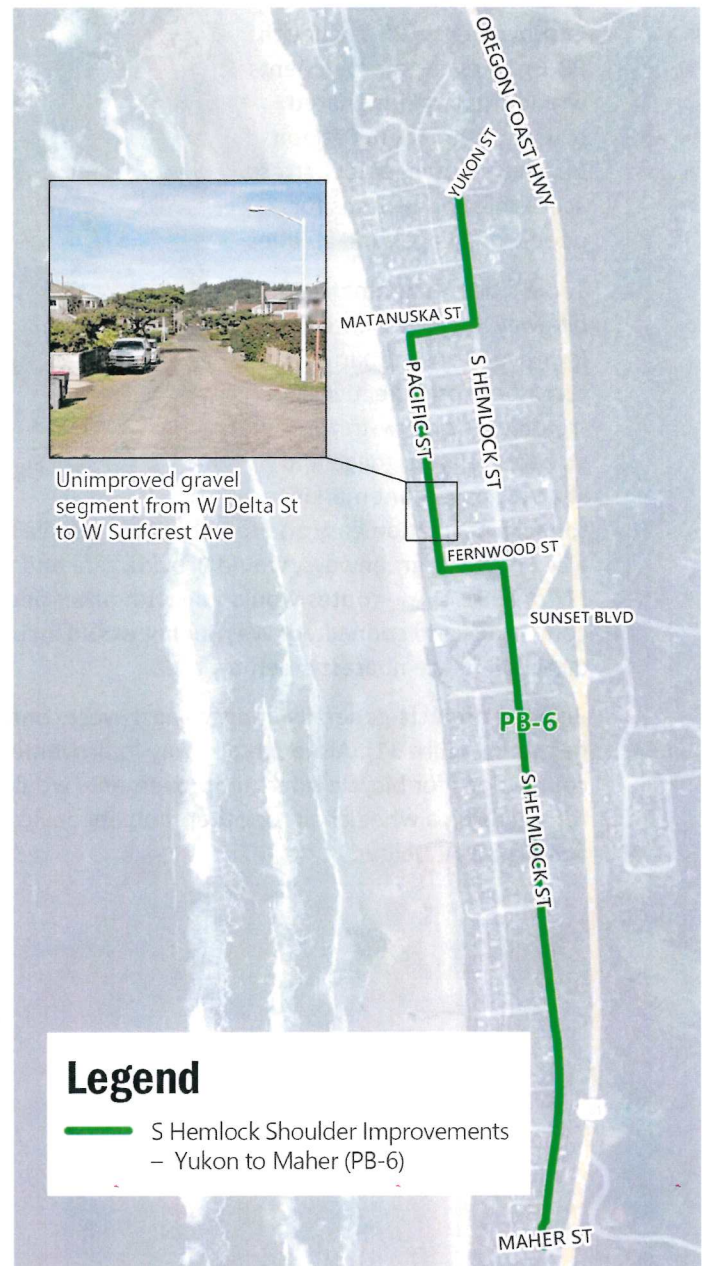 OREGON COAST HWY
YUKON ST
MATANUSKA ST
PACIFIC ST
S HEMLOCK ST
Unimproved gravel
segment from W Delta St
to W Surfcrest Ave
FERNWOOD ST
SUNSET BLVD
PB-6
S HEMLOCK ST
Legend
S Hemlock Shoulder Improvements
– Yukon to Maher (PB-6)
MAHER ST